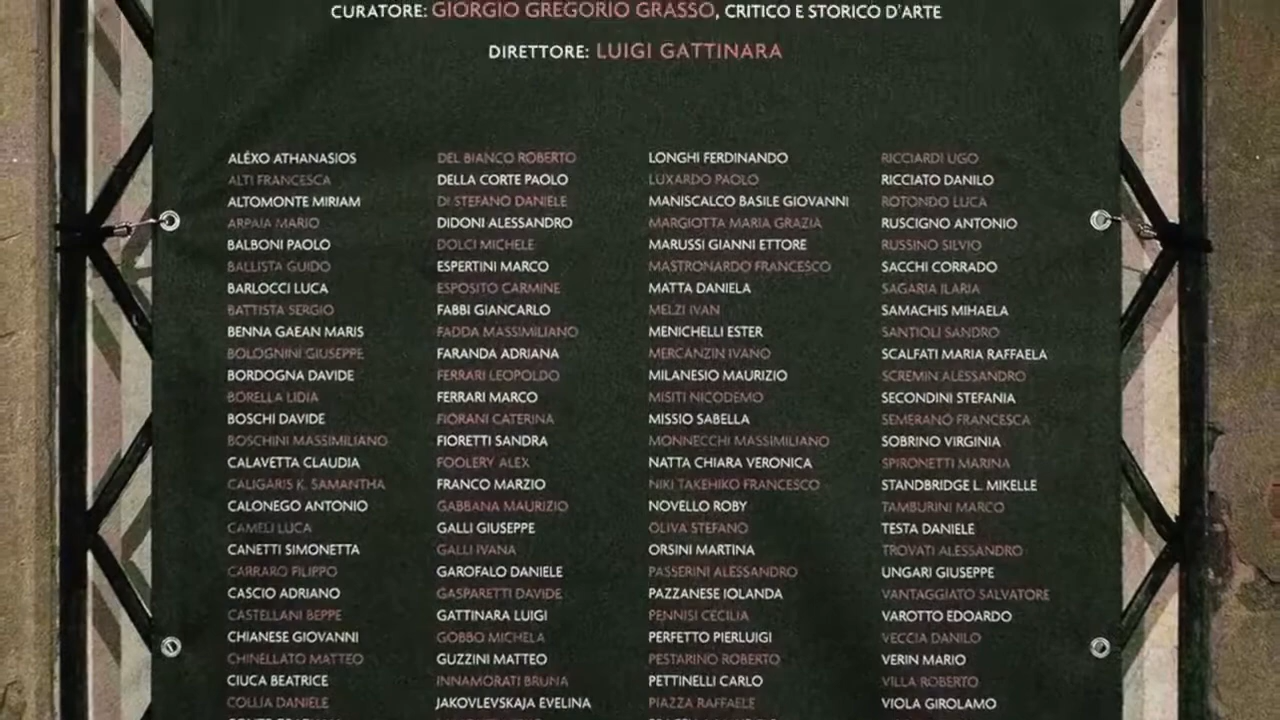 CURATORE: GIORGIO GREGORIO GRASSO, CRITICO E STORICO D'ARTE
DIRETTORE: LUIGI GATTINARA
ALÈXO ATHANASIOS
ALTI FRANCESCA
ALTOMONTE MIRIAM
ARPAIA MARIO
BALBONI PAOLO
BALLISTA GUIDO
BARLOCCI LUCA
BATTISTA SERGIO
BENNA GAEAN MARIS
BOLOGNINI GIUSEPPE
BORDOGNA DAVIDE
BORELLA LIDIA
BOSCHI DAVIDE
BOSCHINI MASSIMILIANO
CALAVETTA CLAUDIA
CALIGARIS K. SAMANTHA
CALONEGO ANTONIO
CAMELI LUCA
CANETTI SIMONETTA
CARRARO FILIPPO
CASCIO ADRIANO
CASTELLANI BEPPE
CHIANESE GIOVANNI
CHINELLATO MATTEO
CIUCA BEATRICE
COLLIA DANIELE
DEL BIANCO ROBERTO
DELLA CORTE PAOLO
DI STEFANO DANIELE
DIDONI ALESSANDRO
DOLCI MICHELE
ESPERTINI MARCO
ESPOSITO CARMINE
FABBI GIANCARLO
FADDA MASSIMILIANO
FARANDA ADRIANA
FERRARI LEOPOLDO
FERRARI MARCO
FIORANI CATERINA
FIORETTI SANDRA
FOOLERY ALEX
FRANCO MARZIO
GABBANA MAURIZIO
GALLI GIUSEPPE
GALLI IVANA
GAROFALO DANIELE
GASPARETTI DAVIDE
GATTINARA LUIGI
GOBBO MICHELA
GUZZINI MATTEO
INNAMORATI BRUNA
JAKOVLEVSKAJA EVELINA
LONGHI FERDINANDO
LUXARDO PAOLO
MANISCALCO BASILE GIOVANNI
MARGIOTTA MARIA GRAZIA
MARUSSI GIANNI ETTORE
MASTRONARDO FRANCESCO
MATTA DANIELA
MELZI IVAN
MENICHELLI ESTER
MERCANZIN IVANO
MILANESIO MAURIZIO
MISITI NICODEMO
MISSIO SABELLA
MONNECCHI MASSIMILIANO
NATTA CHIARA VERONICA
NIKI TAKEHIKO FRANCESCO
NOVELLO ROBY
OLIVA STEFANO
ORSINI MARTINA
PASSERINI ALESSANDRO
PAZZANESE IOLANDA
PENNISI CECILIA
PERFETTO PIERLUIGI
PESTARINO ROBERTO
PETTINELLI CARLO
PIAZZA RAFFAELE
RICCIARDI UGO
RICCIATO DANILO
ROTONDO LUCA
RUSCIGNO ANTONIO
RUSSINO SILVIO
SACCHI CORRADO
SAGARIA ILARIA
SAMACHIS MIHAELA
SANTIOLI SANDRO
SCALFATI MARIA RAFFAELA
SCREMIN ALESSANDRO
SECONDINI STEFANIA
SEMERANO FRANCESCA
SOBRINO VIRGINIA
SPIRONETTI MARINA
STANDBRIDGE L. MIKELLE
TAMBURINI MARCO
TESTA DANIELE
TROVATI ALESSANDRO
UNGARI GIUSEPPE
VANTAGGIATO SALVATORE
VAROTTO EDOARDO
VECCIA DANILO
VERIN MARIO
VILLA ROBERTO
VIOLA GIROLAMO